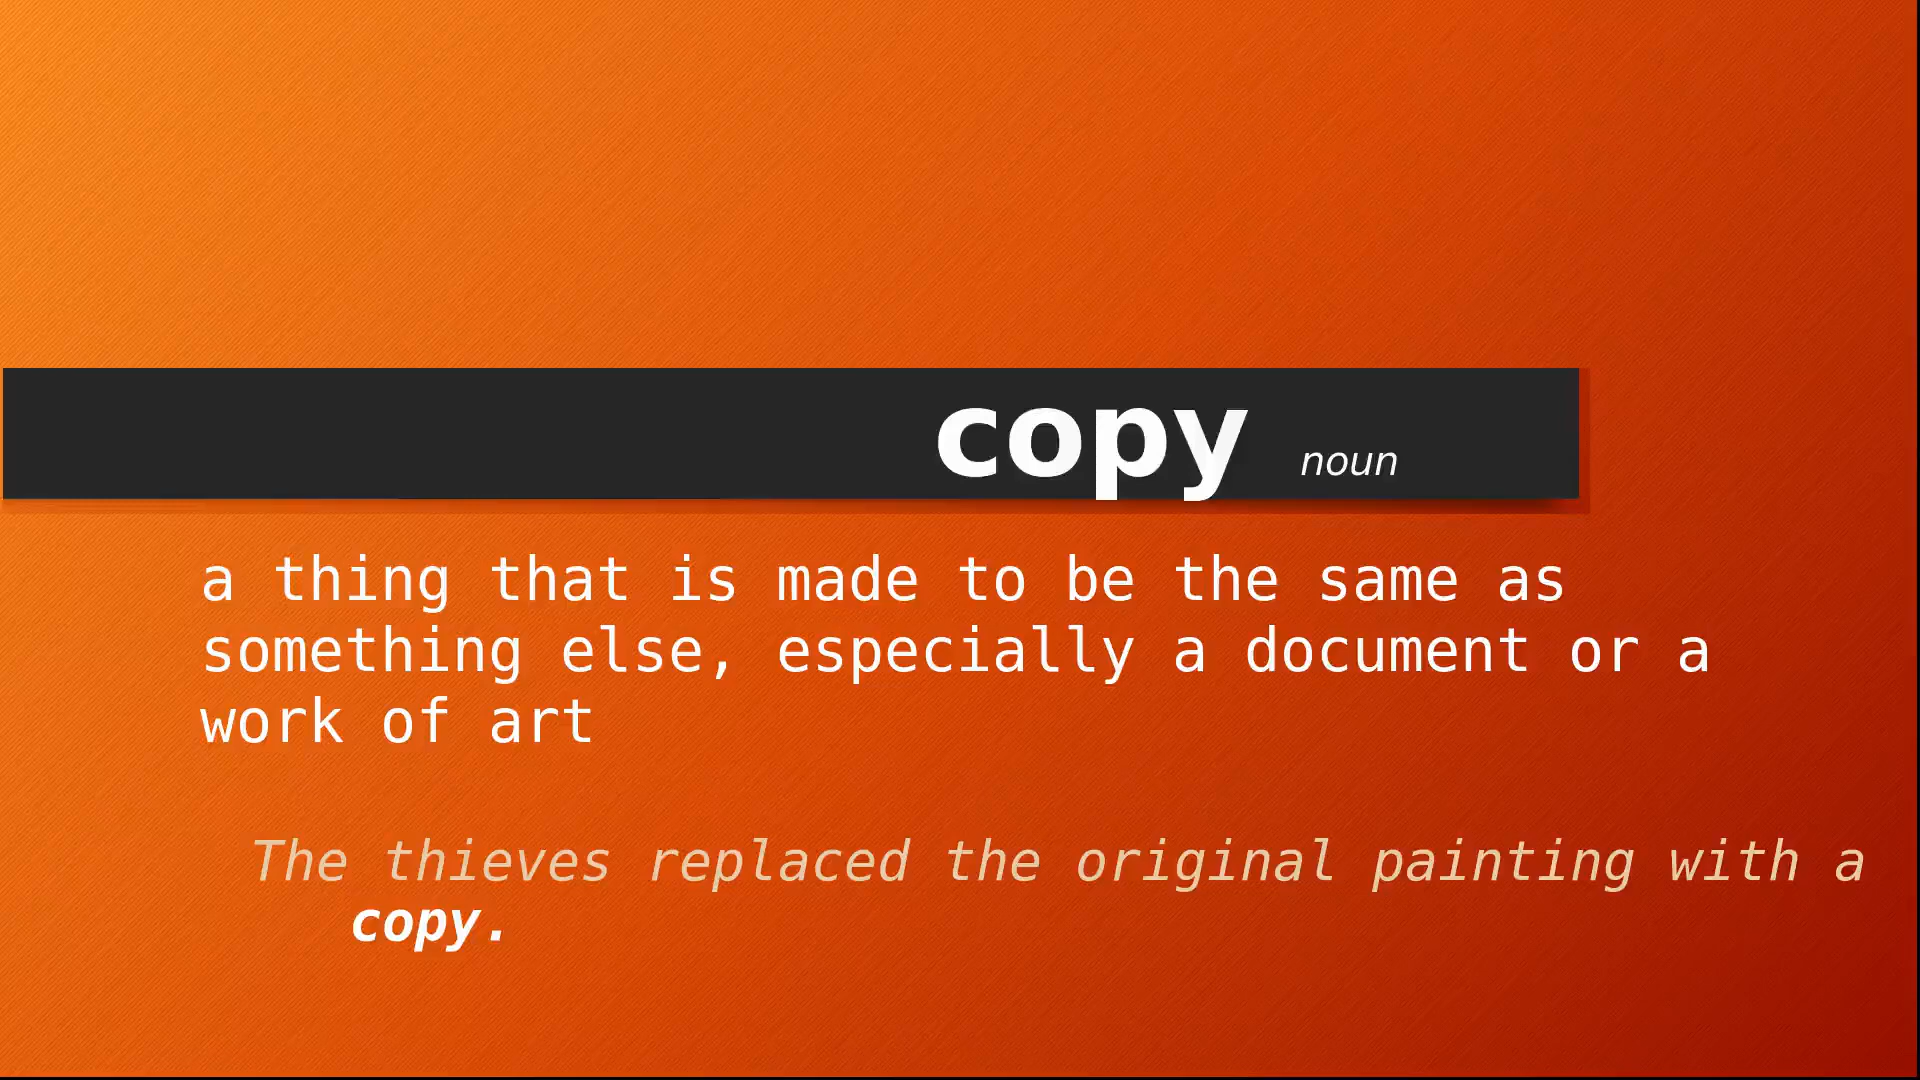 copy noun
a thing that is made to be the same as
something else, especially a document or a
work of art
The thieves replaced the original painting with a
copy.